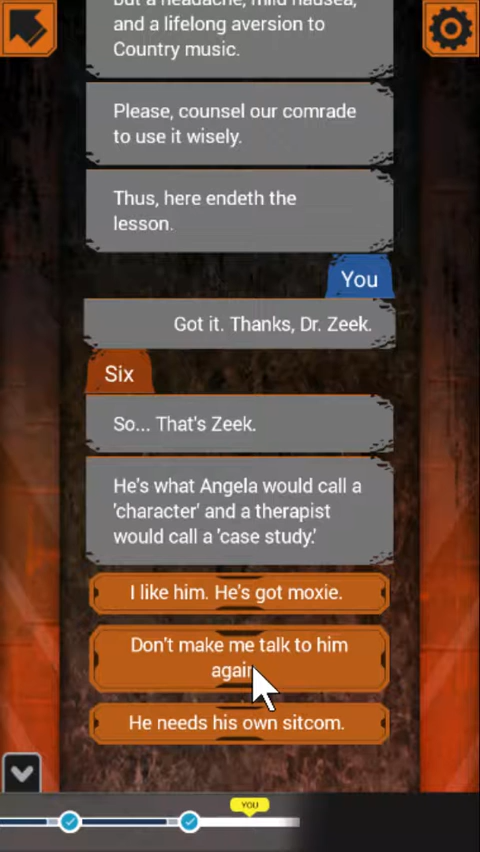 but a headache, mild nausea,
and a lifelong aversion to
Country music.
Please, counsel our comrade
to use it wisely.
Thus, here endeth the
lesson.
You
Got it. Thanks, Dr. Zeek.
Six
So... That's Zeek.
He's what Angela would call a
'character' and a therapist
would call a 'case study.'
I like him. He's got moxie.
Don't make me talk to him
again.
He needs his own sitcom.
YOU